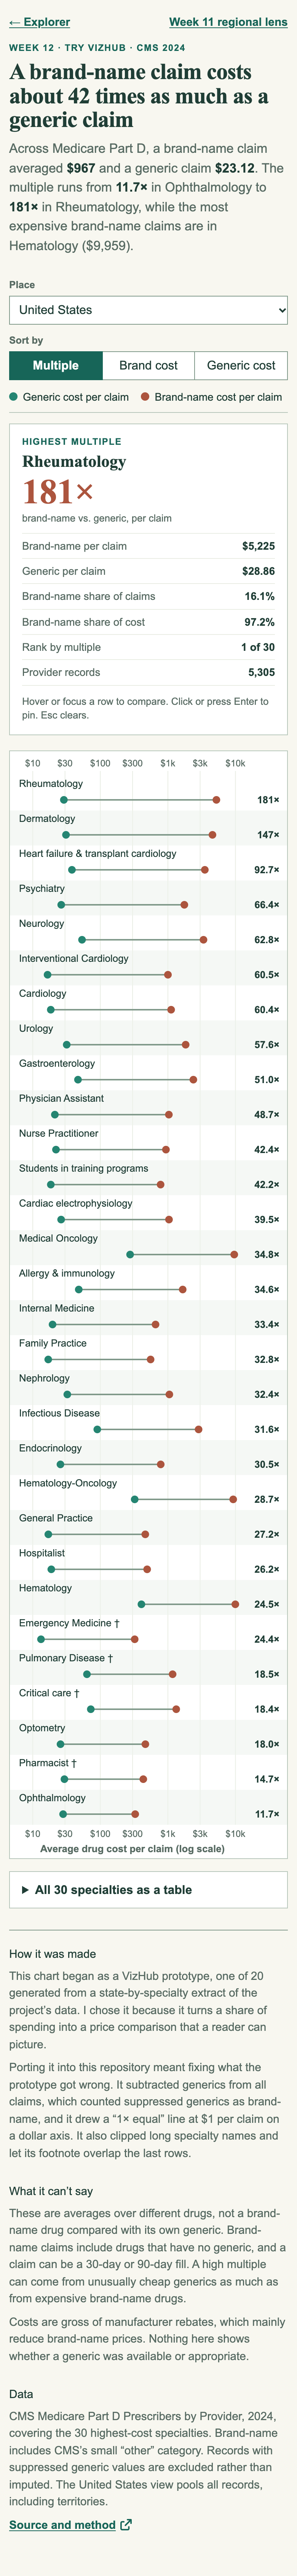 ← Explorer
Week 11 regional lens
WEEK 12 · TRY VIZHUB · CMS 2024
A brand-name claim costs
about 42 times as much as a
generic claim
Across Medicare Part D, a brand-name claim
averaged $967 and a generic claim $23.12. The
multiple runs from 11.7× in Ophthalmology to
181× in Rheumatology, while the most
expensive brand-name claims are in
Hematology ($9,959).
Place
United States
Sort by
Multiple
Brand cost
Generic cost
Generic cost per claim
Brand-name cost per claim
HIGHEST MULTIPLE
Rheumatology
181×
brand-name vs. generic, per claim
Brand-name per claim $5,225
Generic per claim $28.86
Brand-name share of claims 16.1%
Brand-name share of cost 97.2%
Rank by multiple 1 of 30
Provider records 5,305
Hover or focus a row to compare. Click or press Enter to
pin. Esc clears.
$10 $30 $100 $300 $1k $3k $10k
Rheumatology
181×
Dermatology
147×
Heart failure & transplant cardiology
92.7×
Psychiatry
66.4×
Neurology
62.8×
Interventional Cardiology
60.5×
Cardiology
60.4×
Urology
57.6×
Gastroenterology
51.0×
Physician Assistant
48.7×
Nurse Practitioner
42.4×
Students in training programs
42.2×
Cardiac electrophysiology
39.5×
Medical Oncology
34.8×
Allergy & immunology
34.6×
Internal Medicine
33.4×
Family Practice
32.8×
Nephrology
32.4×
Infectious Disease
31.6×
Endocrinology
30.5×
Hematology-Oncology
28.7×
General Practice
27.2×
Hospitalist
26.2×
Hematology
24.5×
Emergency Medicine †
24.4×
Pulmonary Disease †
18.5×
Critical care †
18.4×
Optometry
18.0×
Pharmacist †
14.7×
Ophthalmology
11.7×
$10 $30 $100 $300 $1k $3k $10k
Average drug cost per claim (log scale)
▶ All 30 specialties as a table
How it was made
This chart began as a VizHub prototype, one of 20
generated from a state-by-specialty extract of the
project's data. I chose it because it turns a share of
spending into a price comparison that a reader can
picture.
Porting it into this repository meant fixing what the
prototype got wrong. It subtracted generics from all
claims, which counted suppressed generics as brand-
name, and it drew a “1× equal” line at $1 per claim on
a dollar axis. It also clipped long specialty names and
let its footnote overlap the last rows.
What it can't say
These are averages over different drugs, not a brand-
name drug compared with its own generic. Brand-
name claims include drugs that have no generic, and a
claim can be a 30-day or 90-day fill. A high multiple
can come from unusually cheap generics as much as
from expensive brand-name drugs.
Costs are gross of manufacturer rebates, which mainly
reduce brand-name prices. Nothing here shows
whether a generic was available or appropriate.
Data
CMS Medicare Part D Prescribers by Provider, 2024,
covering the 30 highest-cost specialties. Brand-name
includes CMS's small “other” category. Records with
suppressed generic values are excluded rather than
imputed. The United States view pools all records,
including territories.
Source and method